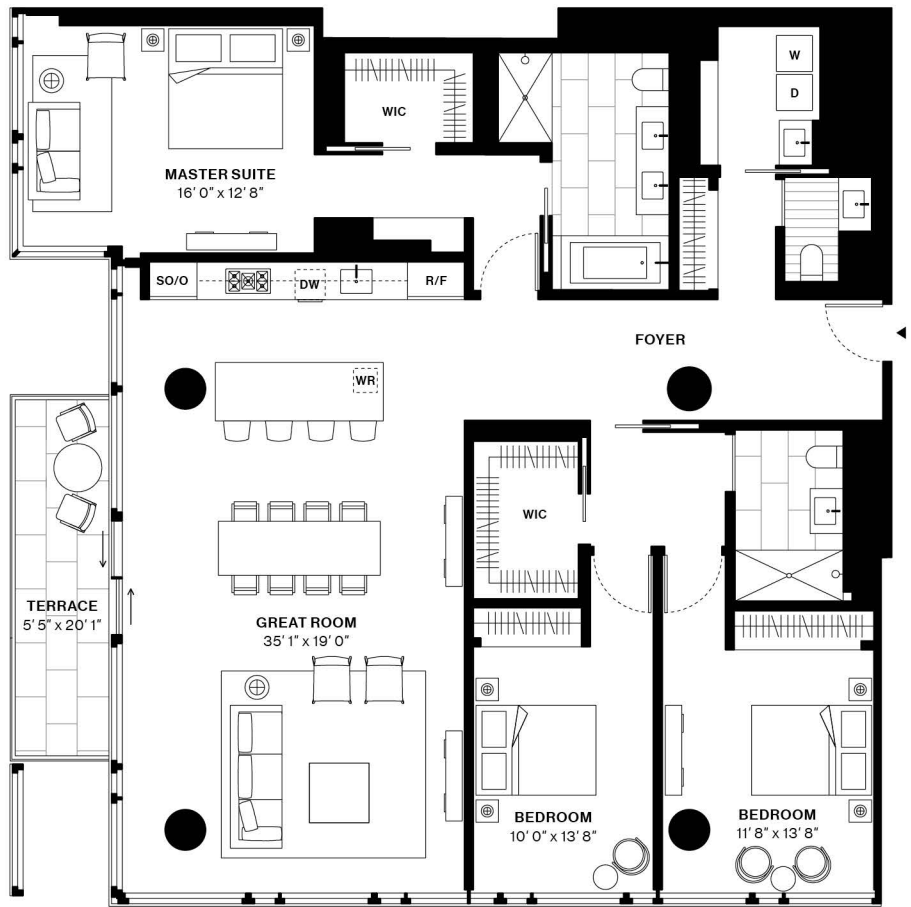 W
D
WIC
MASTER SUITE
16' 0" x 12' 8"
SO/O
DW
R/F
FOYER
WR
WIC
TERRACE
5' 5" x 20' 1"
GREAT ROOM
35' 1" x 19' 0"
BEDROOM
10' 0" x 13' 8"
BEDROOM
11' 8" x 13' 8"